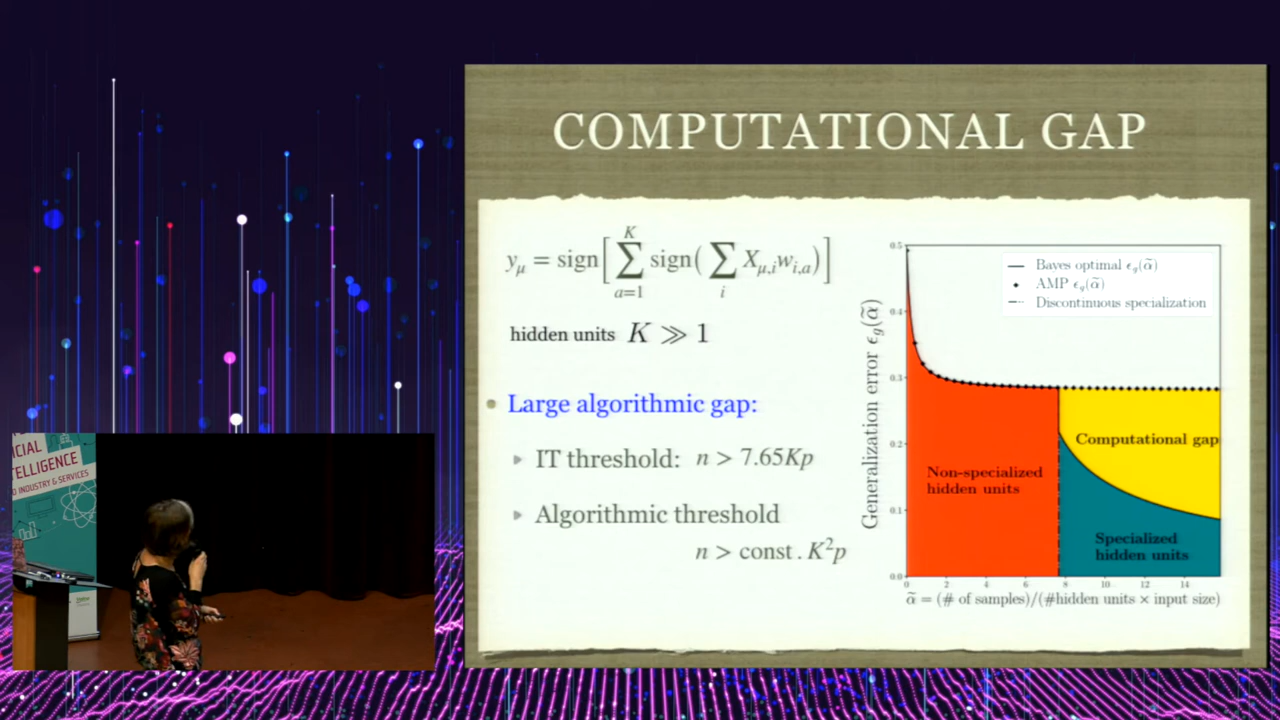 COMPUTATIONAL GAP
y_μ = sign[ ∑_{a=1}^{K} sign( ∑_i X_{μ,i} w_{i,a} ) ]
hidden units K ≫ 1
Large algorithmic gap:
IT threshold: n > 7.65Kp
Algorithmic threshold
n > const. K²p
Generalization error ϵ_g(α̃)
0.5
0.4
0.3
0.2
0.1
0.0
Bayes optimal ϵ_g(α̃)
AMP ϵ_g(α̃)
Discontinuous specialization
Computational gap
Non-specialized
hidden units
Specialized
hidden units
0 2 4 6 8 10 12 14
α̃ = (# of samples)/(#hidden units × input size)
ICIAL
TELLIGENCE
INDUSTRY & SERVICES